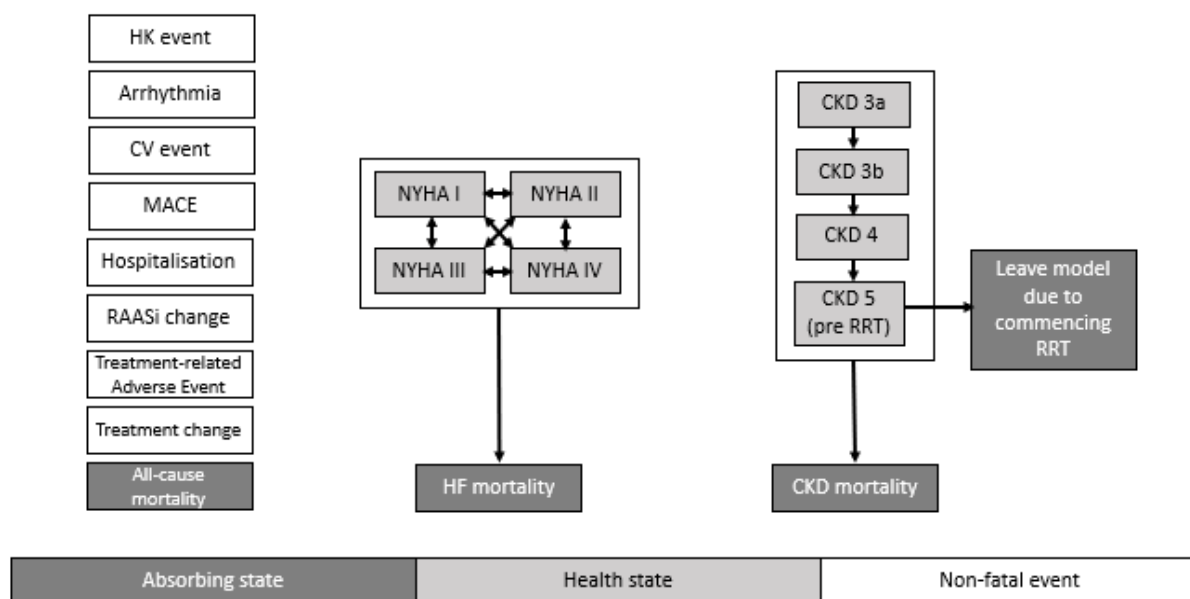 HK event
Arrhythmia
CV event
MACE
Hospitalisation
RAASi change
Treatment-related
Adverse Event
Treatment change
All-cause
mortality
NYHA I
NYHA II
NYHA III
NYHA IV
HF mortality
CKD 3a
CKD 3b
CKD 4
CKD 5
(pre RRT)
Leave model
due to
commencing
RRT
CKD mortality
Absorbing state
Health state
Non-fatal event